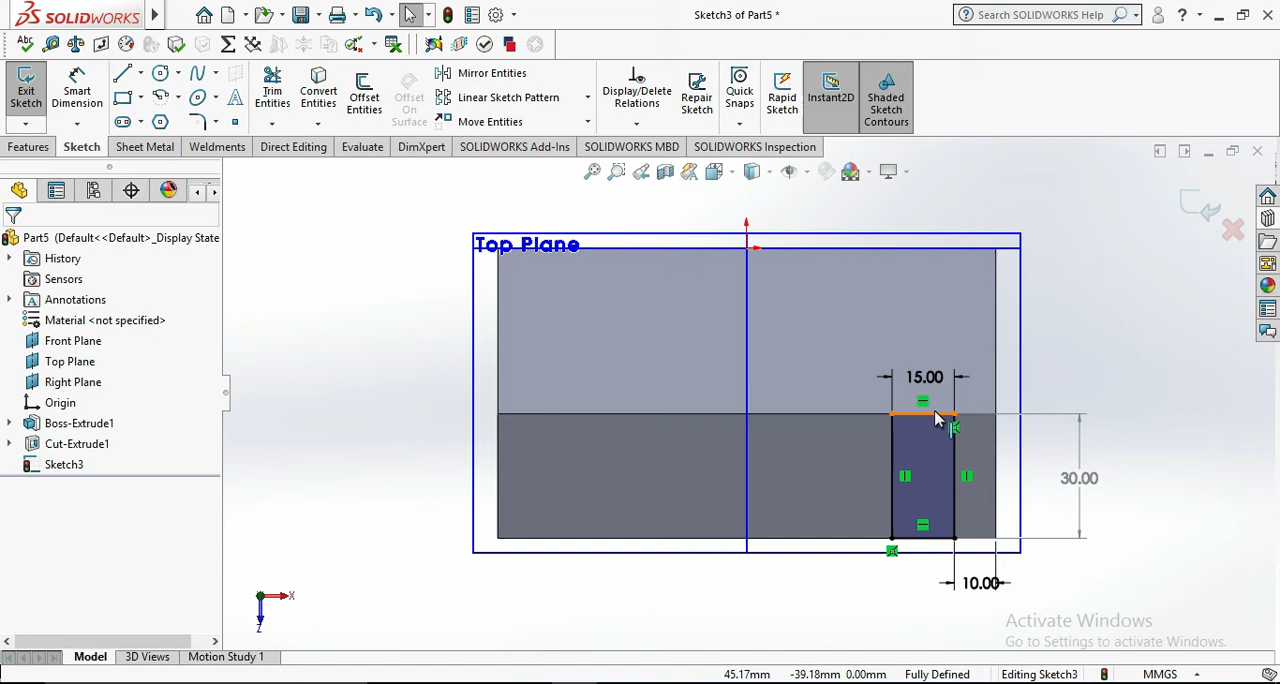 SOLIDWORKS
Sketch3 of Part5 *
Search SOLIDWORKS Help
Exit Sketch
Smart Dimension
Trim Entities
Convert Entities
Offset Entities
Offset On Surface
Mirror Entities
Linear Sketch Pattern
Move Entities
Display/Delete Relations
Repair Sketch
Quick Snaps
Rapid Sketch
Instant2D
Shaded Sketch Contours
Features Sketch Sheet Metal Weldments Direct Editing Evaluate DimXpert SOLIDWORKS Add-Ins SOLIDWORKS MBD SOLIDWORKS Inspection
Part5 (Default<<Default>_Display State
History
Sensors
Annotations
Material <not specified>
Front Plane
Top Plane
Right Plane
Origin
Boss-Extrude1
Cut-Extrude1
Sketch3
Top Plane
15.00
30.00
10.00
X
Z
Activate Windows
Go to Settings to activate Windows.
Model 3D Views Motion Study 1
45.17mm -39.18mm 0.00mm Fully Defined Editing Sketch3 MMGS